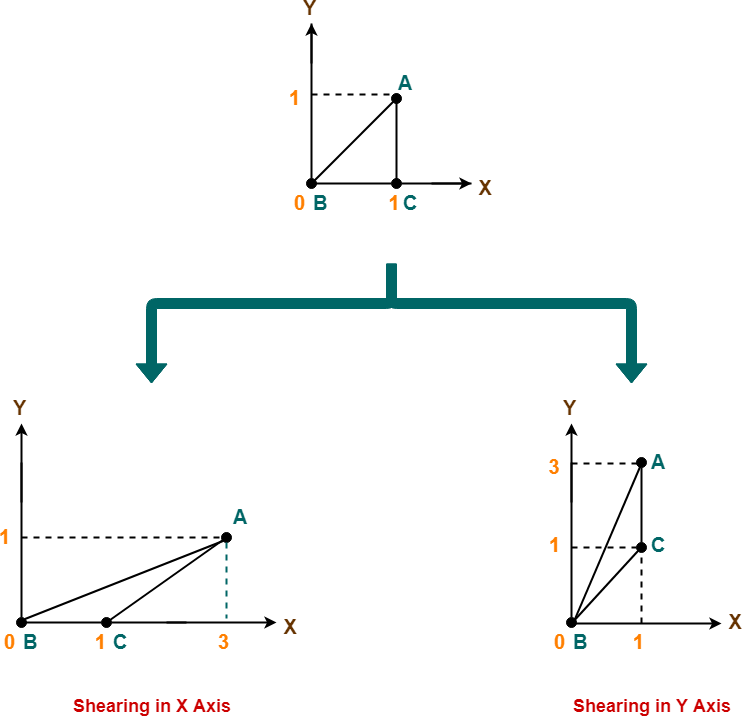 Y
A
1
X
0 B 1 C
Y
Y
3 A
1 C
A
1
X
0 B 1 C 3
X
0 B 1
Shearing in X Axis
Shearing in Y Axis